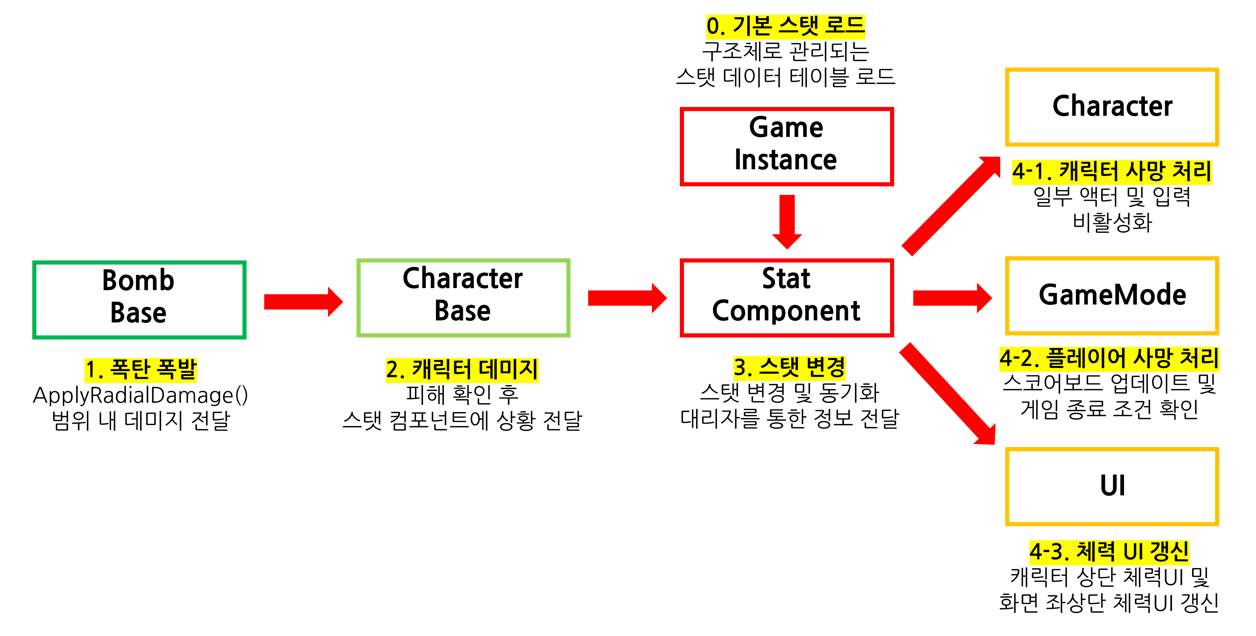 0. 기본 스탯 로드
구조체로 관리되는
스탯 데이터 테이블 로드
Game
Instance
Bomb
Base
1. 폭탄 폭발
ApplyRadialDamage()
범위 내 데미지 전달
Character
Base
2. 캐릭터 데미지
피해 확인 후
스탯 컴포넌트에 상황 전달
Stat
Component
3. 스탯 변경
스탯 변경 및 동기화
대리자를 통한 정보 전달
Character
4-1. 캐릭터 사망 처리
일부 액터 및 입력
비활성화
GameMode
4-2. 플레이어 사망 처리
스코어보드 업데이트 및
게임 종료 조건 확인
UI
4-3. 체력 UI 갱신
캐릭터 상단 체력UI 및
화면 좌상단 체력UI 갱신